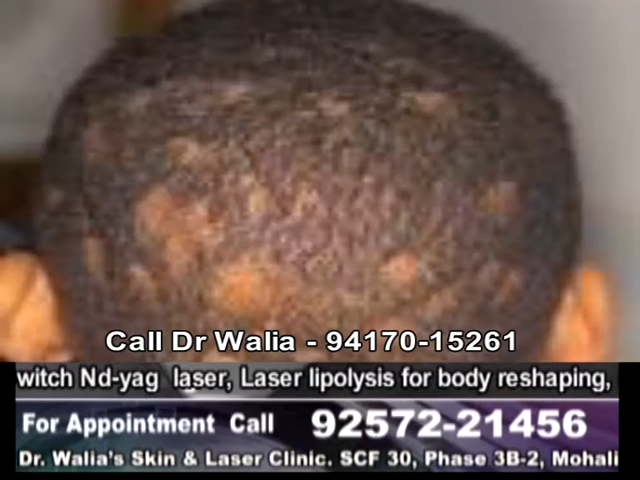 Call Dr Walia - 94170-15261
witch Nd-yag laser, Laser lipolysis for body reshaping,
For Appointment Call 92572-21456
Dr. Walia's Skin & Laser Clinic. SCF 30, Phase 3B-2, Mohali